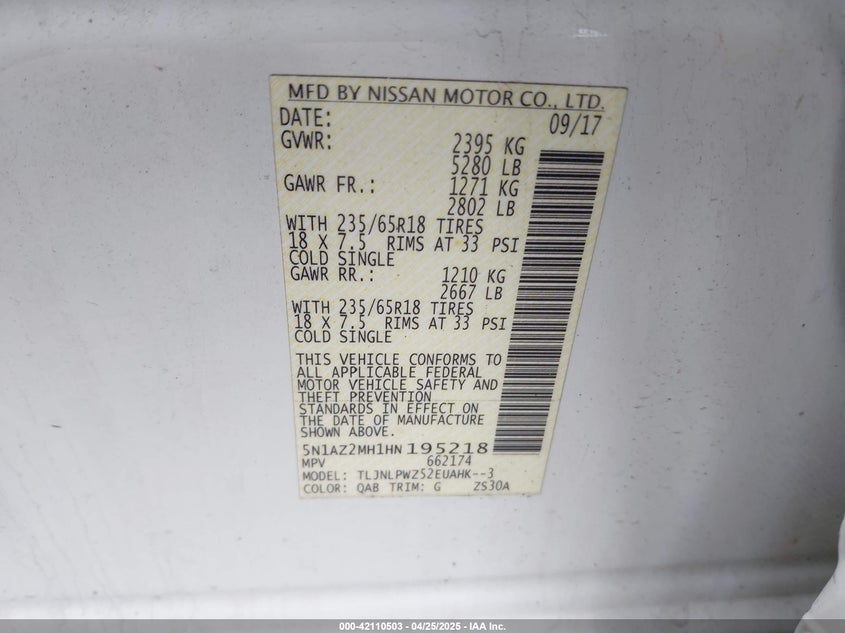 MFD BY NISSAN MOTOR CO., LTD.
DATE: 09/17
GVWR: 2395 KG
5280 LB
GAWR FR.: 1271 KG
2802 LB
WITH 235/65R18 TIRES
18 X 7.5 RIMS AT 33 PSI
COLD SINGLE
GAWR RR.: 1210 KG
2667 LB
WITH 235/65R18 TIRES
18 X 7.5 RIMS AT 33 PSI
COLD SINGLE
THIS VEHICLE CONFORMS TO
ALL APPLICABLE FEDERAL
MOTOR VEHICLE SAFETY AND
THEFT PREVENTION
STANDARDS IN EFFECT ON
THE DATE OF MANUFACTURE
SHOWN ABOVE.
5N1AZ2MH1HN195218
MPV 662174
MODEL: TLJNLPWZ52EUAHK--3
COLOR: QAB TRIM: G ZS30A
000-42110503 - 04/25/2025 - IAA Inc.